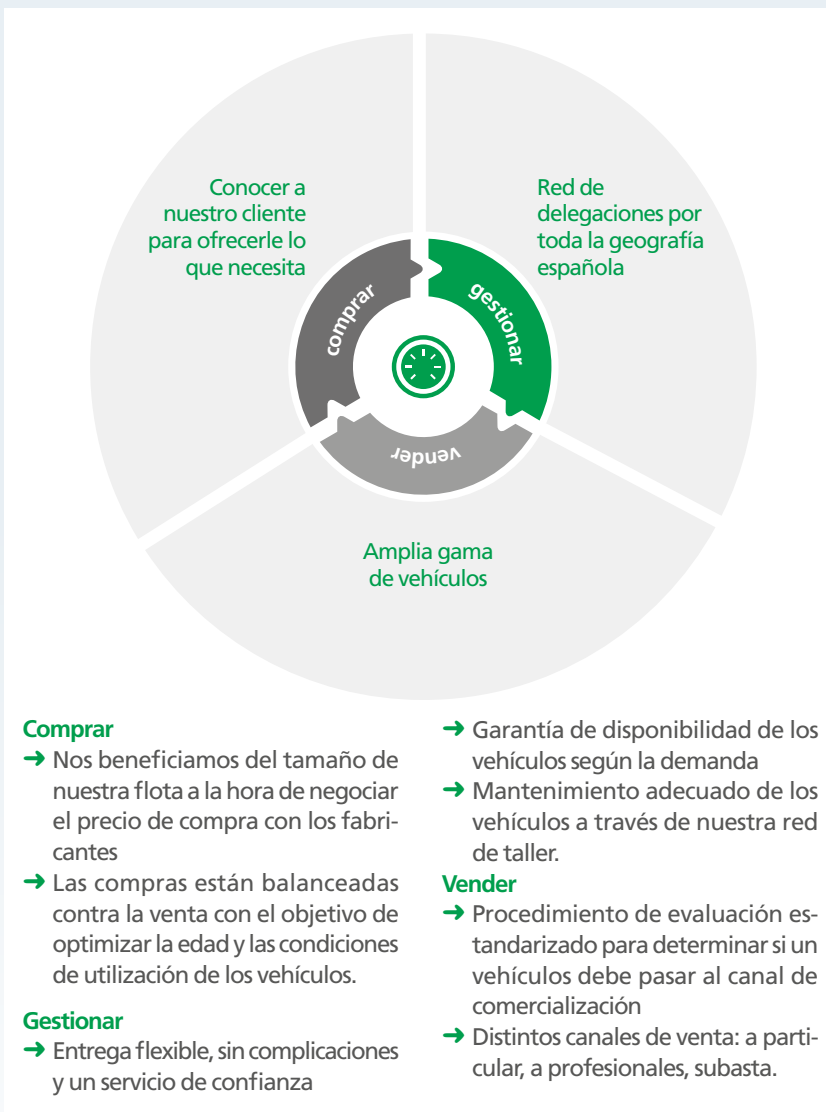 Conocer a
nuestro cliente
para ofrecerle lo
que necesita
Red de
delegaciones por
toda la geografía
española
comprar
gestionar
vender
Amplia gama
de vehículos
Comprar
➜ Nos beneficiamos del tamaño de
nuestra flota a la hora de negociar
el precio de compra con los fabri-
cantes
➜ Las compras están balanceadas
contra la venta con el objetivo de
optimizar la edad y las condiciones
de utilización de los vehículos.
Gestionar
➜ Entrega flexible, sin complicaciones
y un servicio de confianza
➜ Garantía de disponibilidad de los
vehículos según la demanda
➜ Mantenimiento adecuado de los
vehículos a través de nuestra red
de taller.
Vender
➜ Procedimiento de evaluación es-
tandarizado para determinar si un
vehículos debe pasar al canal de
comercialización
➜ Distintos canales de venta: a parti-
cular, a profesionales, subasta.